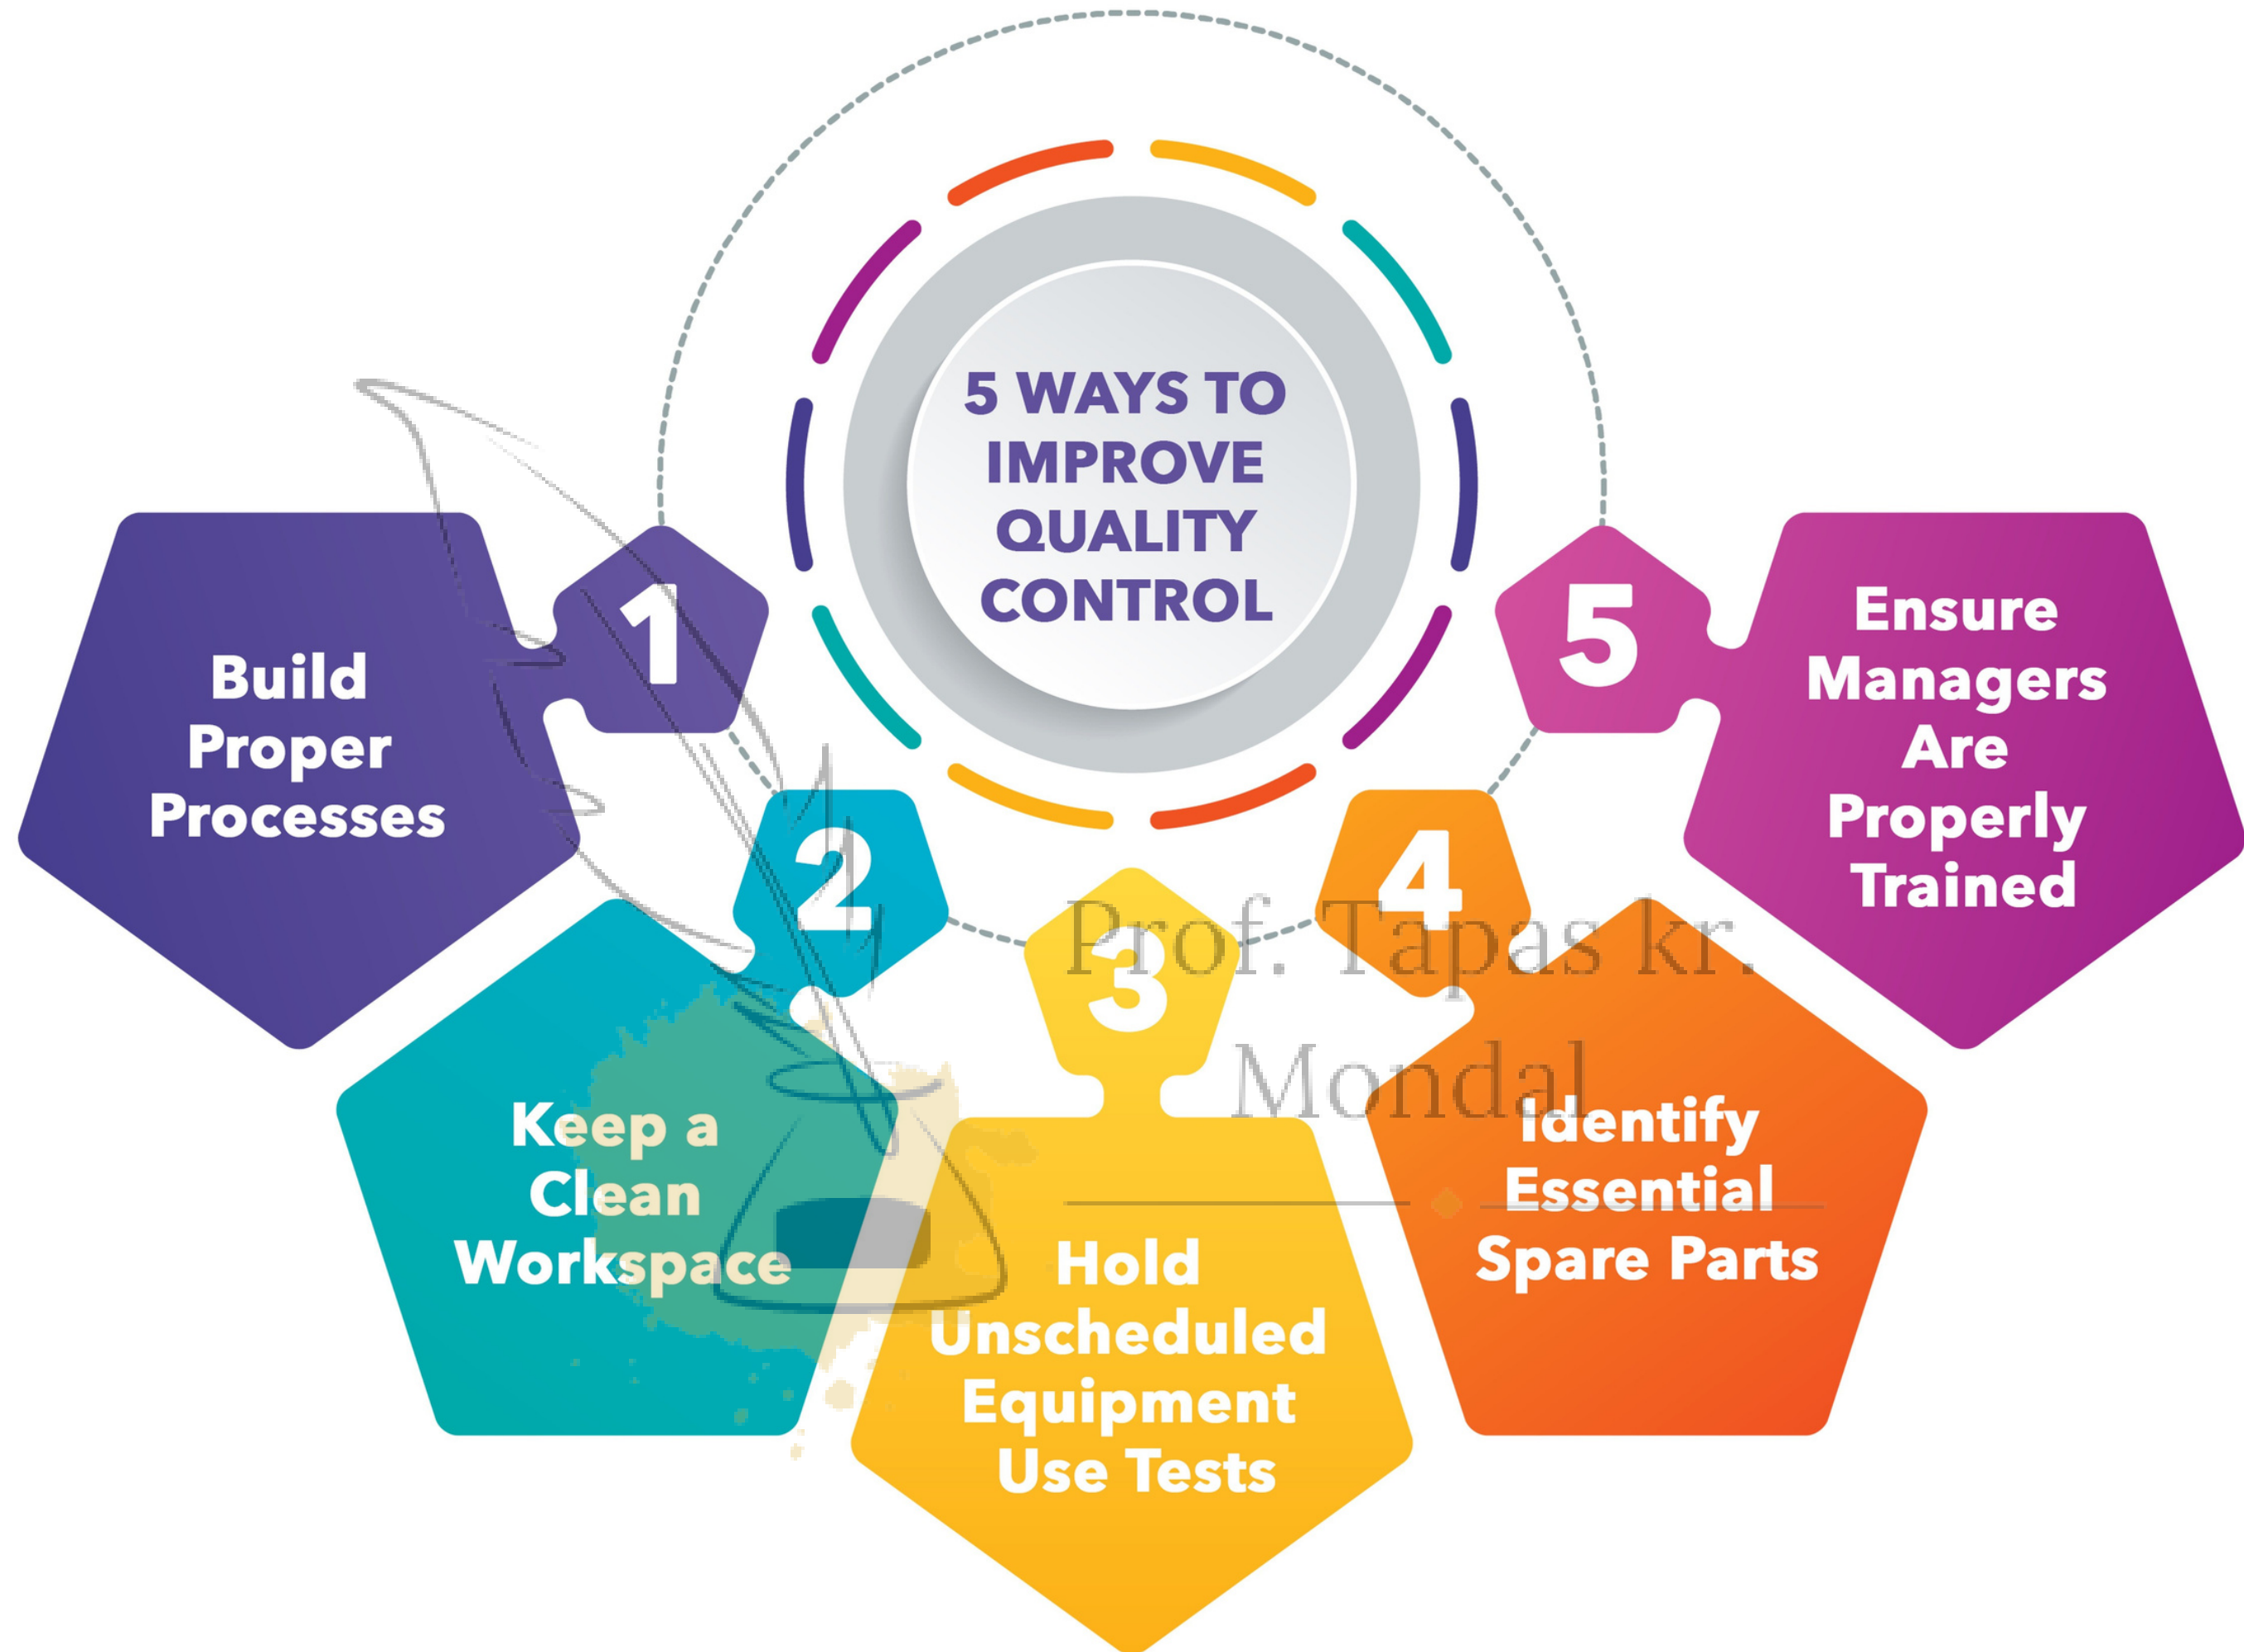 5 WAYS TO
IMPROVE
QUALITY
CONTROL
1
Build
Proper
Processes
2
Keep a
Clean
Workspace
3
Hold
Unscheduled
Equipment
Use Tests
4
Identify
Essential
Spare Parts
5
Ensure
Managers
Are
Properly
Trained
Prof. Tapas kr.
Mondal